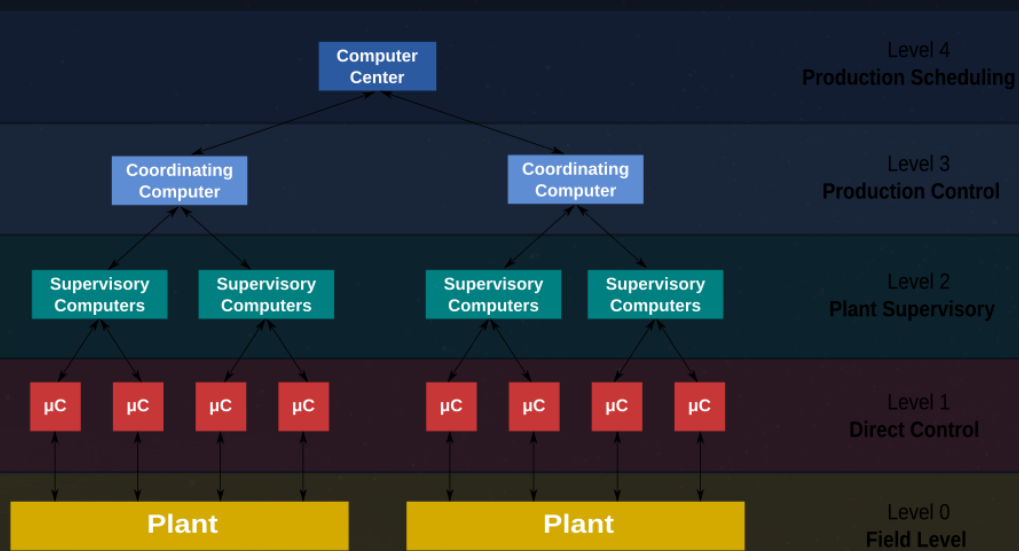 Level 4
Production Scheduling
Computer
Center
Level 3
Production Control
Coordinating
Computer
Coordinating
Computer
Level 2
Plant Supervisory
Supervisory
Computers
Supervisory
Computers
Supervisory
Computers
Supervisory
Computers
Level 1
Direct Control
µC
µC
µC
µC
µC
µC
µC
µC
Level 0
Field Level
Plant
Plant